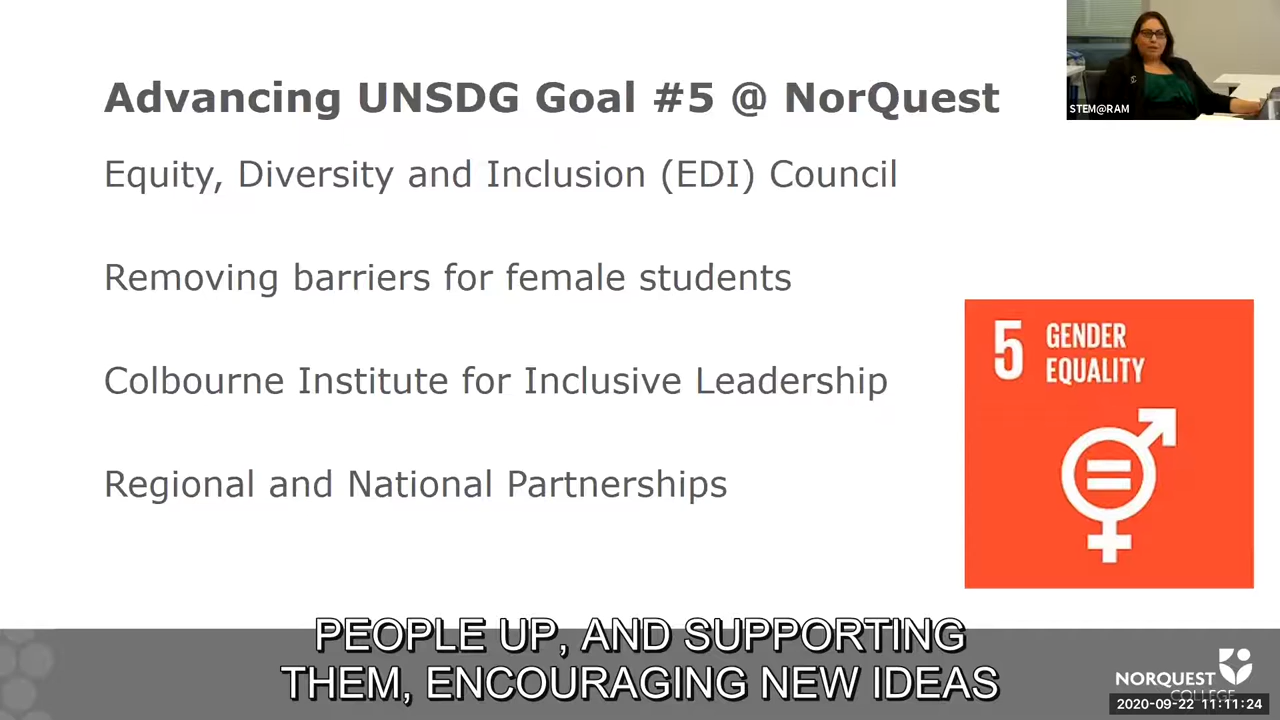 Advancing UNSDG Goal #5 @ NorQuest
STEM@RAM
Equity, Diversity and Inclusion (EDI) Council
Removing barriers for female students
Colbourne Institute for Inclusive Leadership
Regional and National Partnerships
5 GENDER
EQUALITY
PEOPLE UP, AND SUPPORTING
THEM, ENCOURAGING NEW IDEAS
NORQUEST
COLLEGE
2020-09-22 11:11:24